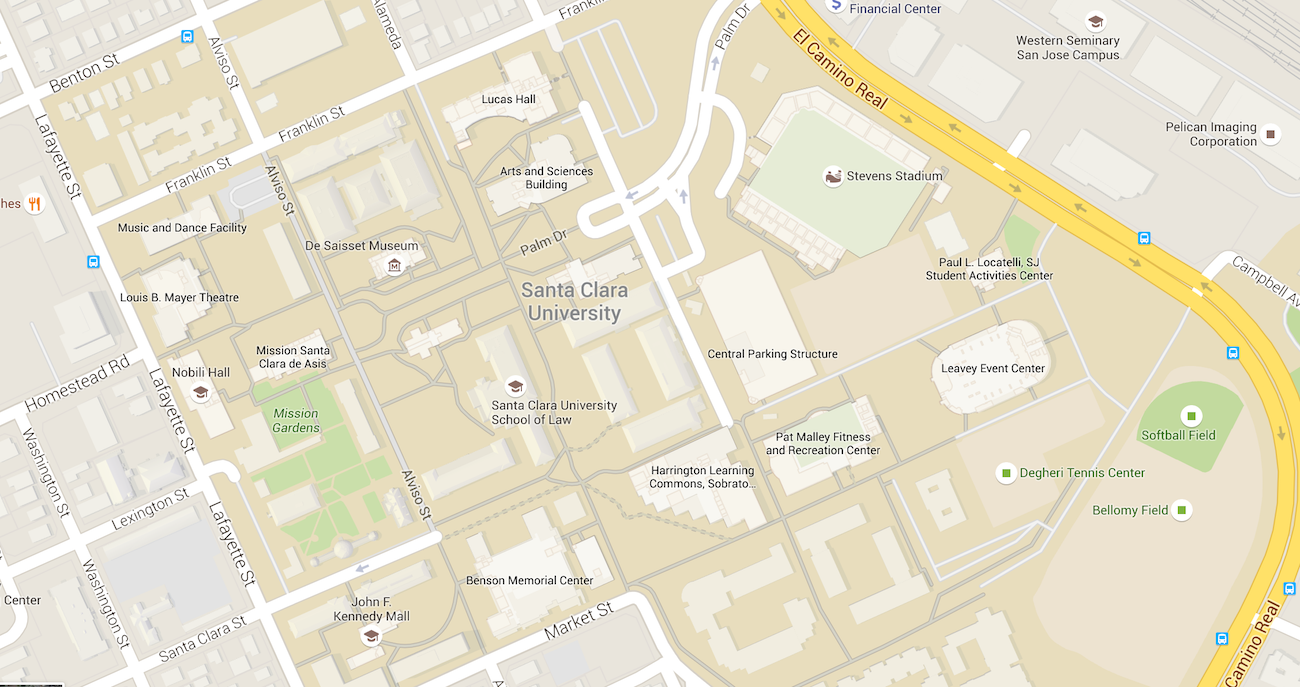 Financial Center
Western Seminary
San Jose Campus
Alameda
Franklin
Palm Dr
El Camino Real
Benton St
Alviso St
Lucas Hall
Franklin St
Pelican Imaging
Corporation
Lafayette St
Franklin St
Alviso St
Arts and Sciences
Building
Stevens Stadium
hes
Music and Dance Facility
De Saisset Museum
Palm Dr
Paul L. Locatelli, SJ
Student Activities Center
Campbell Av
Louis B. Mayer Theatre
Santa Clara
University
Mission Santa
Clara de Asis
Central Parking Structure
Leavey Event Center
Homestead Rd
Nobili Hall
Lafayette St
Mission
Gardens
Santa Clara University
School of Law
Softball Field
Pat Malley Fitness
and Recreation Center
Washington St
Harrington Learning
Commons, Sobrato...
Degheri Tennis Center
Alviso St
Lexington St
Bellomy Field
Lafayette St
Benson Memorial Center
Washington St
Center
John F.
Kennedy Mall
Market St
Santa Clara St
Camino Real